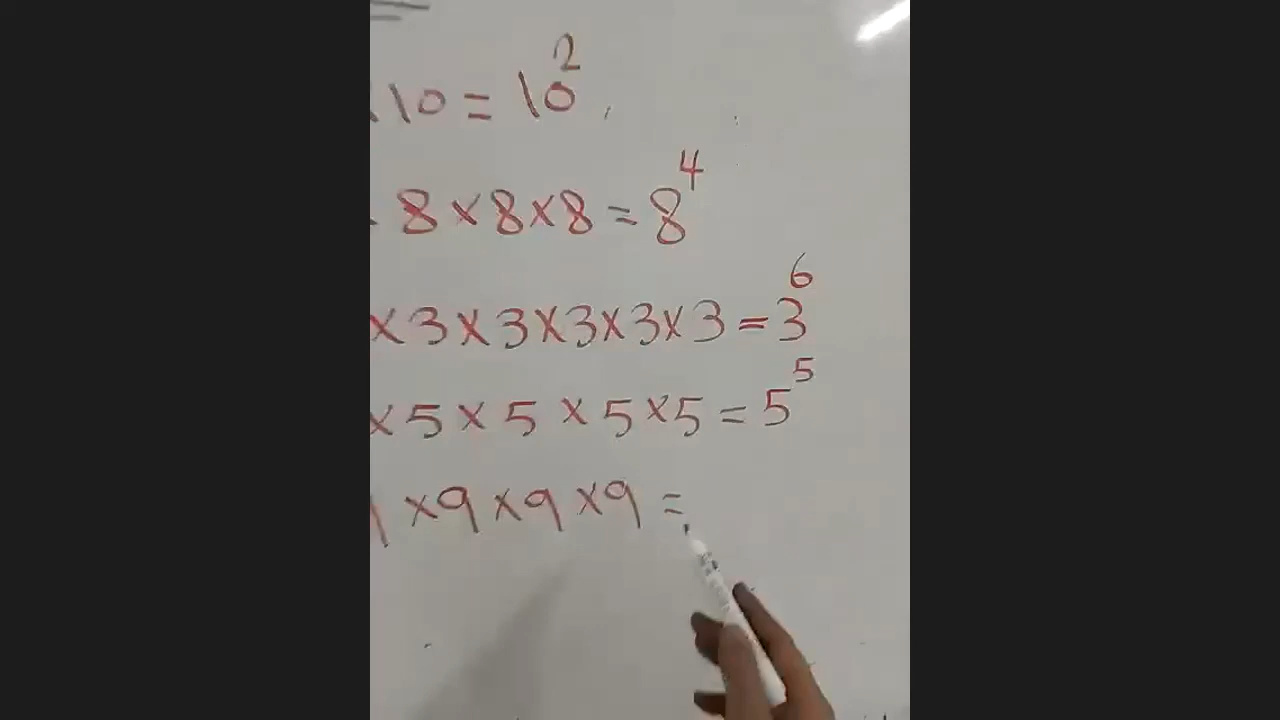 10 = 10²
8 × 8 × 8 = 8⁴
× 3 × 3 × 3 × 3 × 3 = 3⁶
× 5 × 5 × 5 × 5 = 5⁵
× 9 × 9 × 9 =